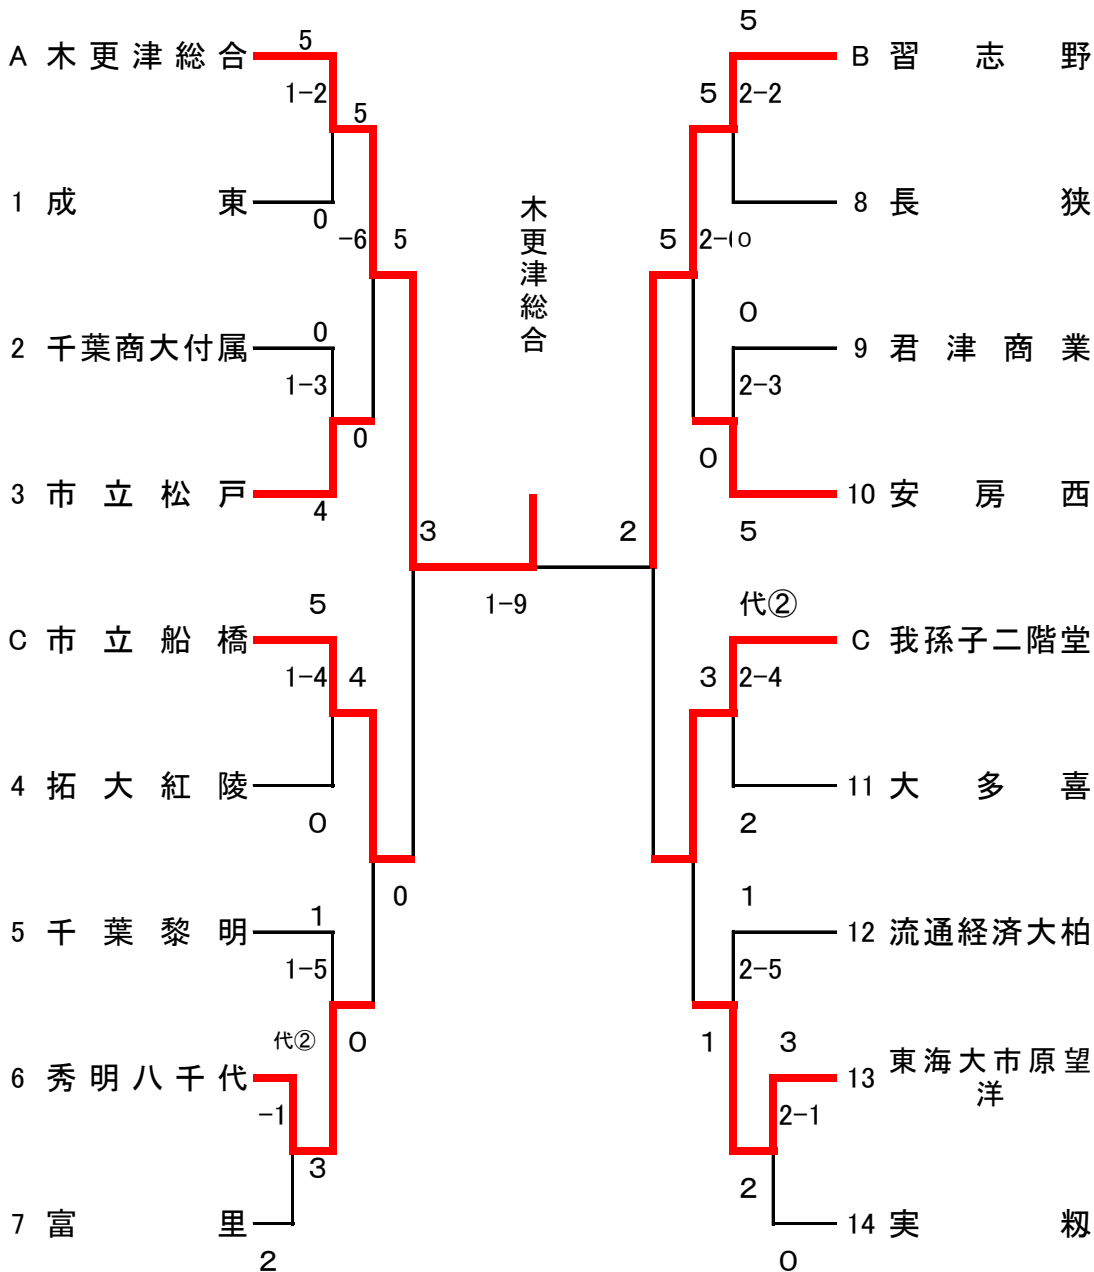 5
A 木更津総合
1-2
5
1 成東
0
-6
5
2 千葉商大付属
0
1-3
0
3 市立松戸
4
3
5
C 市立船橋
1-4
4
4 拓大紅陵
0
0
5 千葉黎明
1
1-5
代②
0
6 秀明八千代
-1
3
7 富里
2
木更津総合
1-9
5
B 習志野
5
2-2
8 長狭
5
0
0
9 君津商業
2-3
0
10 安房西
5
2
代②
C 我孫子二階堂
3
2-4
11 大多喜
2
1
12 流通経済大柏
2-5
1
3
13 東海大市原望
洋
2-1
2
14 実籾
0